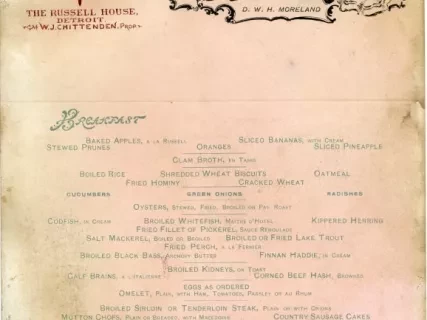 THE RUSSELL HOUSE,
DETROIT
W.J. CHITTENDEN, PROP.
D. W. H. MORELAND
BREAKFAST
BAKED APPLES, A LA RUSSELL SLICED BANANAS, WITH CREAM
STEWED PRUNES ORANGES SLICED PINEAPPLE
CLAM BROTH, EN TASSE
BOILED RICE SHREDDED WHEAT BISCUITS OATMEAL
FRIED HOMINY CRACKED WHEAT
CUCUMBERS GREEN ONIONS RADISHES
OYSTERS, STEWED, FRIED, BROILED OR FRY ROAST
CODFISH, IN CREAM BROILED WHITEFISH, MAITRE D'HOTEL KIPPERED HERRING
FRIED FILLET OF PICKEREL, SAUCE REMOULADE
SALT MACKEREL, BOILED OR BROILED BROILED OR FRIED LAKE TROUT
FRIED PERCH, A LA
BROILED BLACK BASS, ANCHOVY BUTTER FINNAN HADDIE, IN CREAM
BROILED KIDNEYS, ON TOAST
CALF BRAINS, A L'ITALIENNE CORNED BEEF HASH, BROWNED
EGGS AS ORDERED
OMELET, PLAIN, WITH HAM, TOMATOES, PARSLEY OR AU RHUM
BROILED SIRLOIN OR TENDERLOIN STEAK, PLAIN OR WITH ONIONS
MUTTON CHOPS, PLAIN OR BREADED, WITH COUNTRY SAUSAGE CAKES